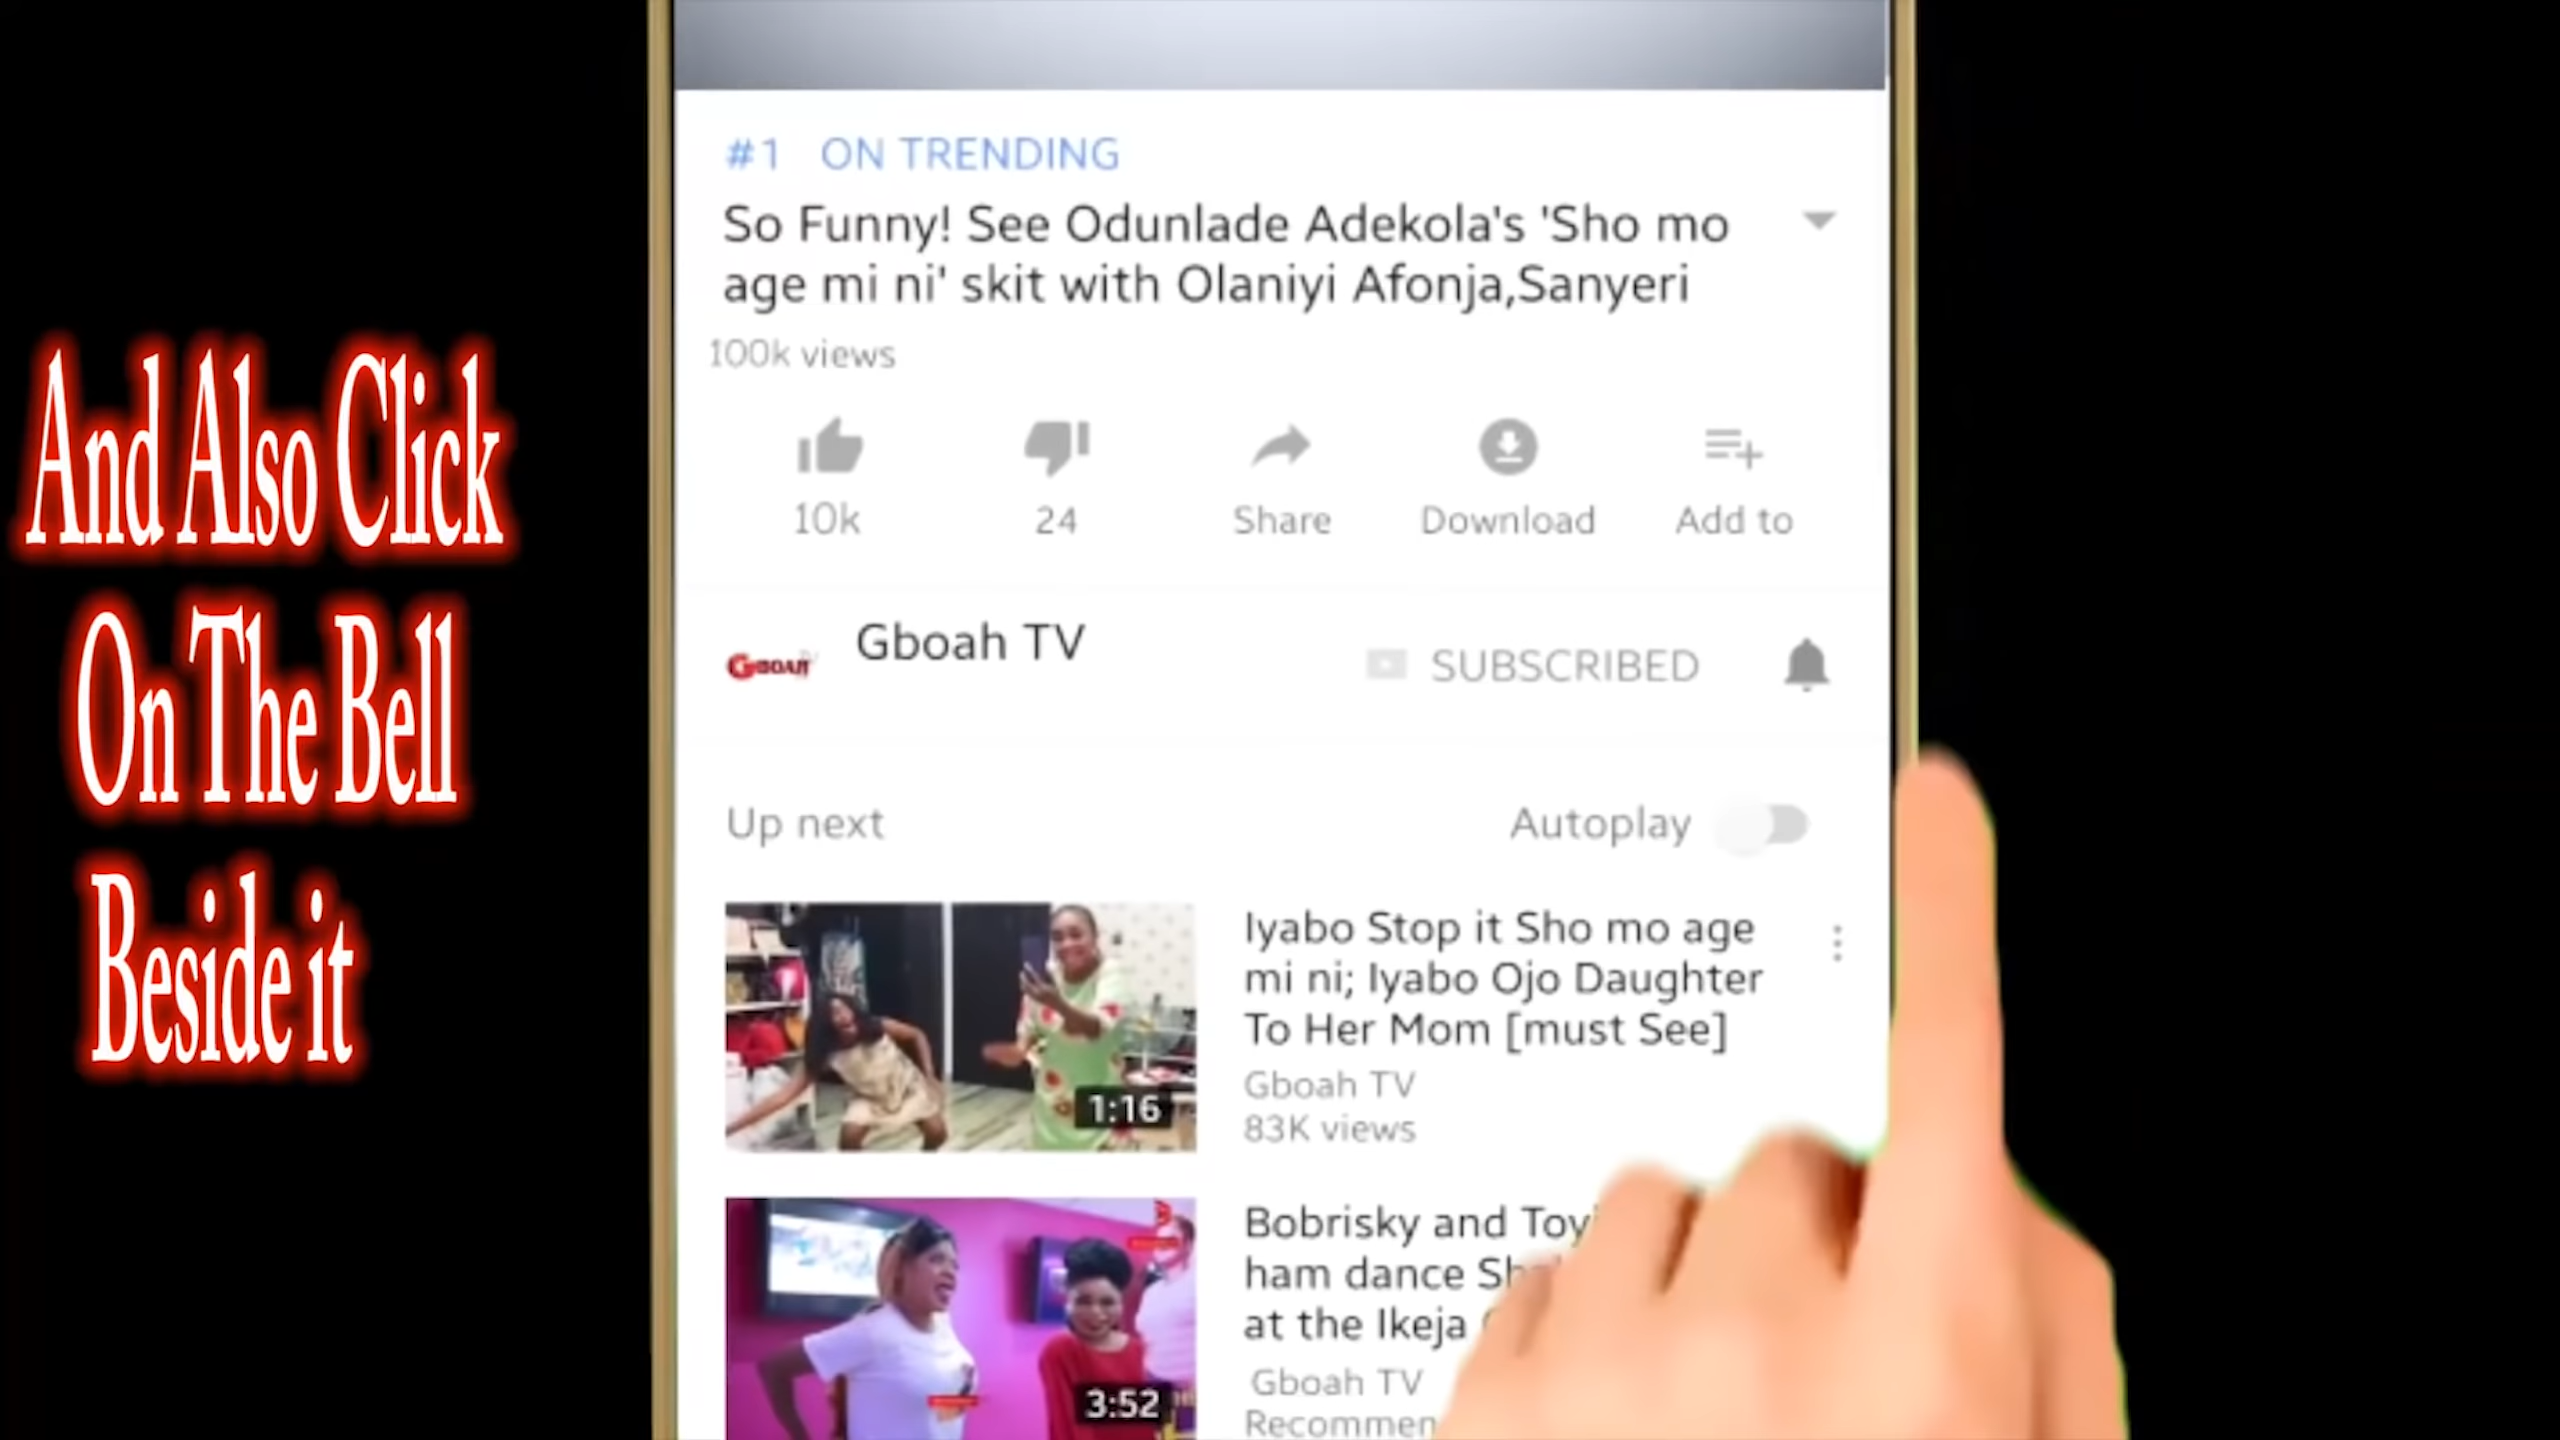 And Also Click
On The Bell
Beside it
#1 ON TRENDING
So Funny! See Odunlade Adekola's 'Sho mo
age mi ni' skit with Olaniyi Afonja,Sanyeri
100k views
10k
24
Share
Download
Add to
GBOAH TV
Gboah TV
SUBSCRIBED
Up next
Autoplay
Iyabo Stop it Sho mo age
mi ni; Iyabo Ojo Daughter
To Her Mom [must See]
Gboah TV
83K views
1:16
Bobrisky and
ham dance
at the Ikeja
Gboah TV
3:52